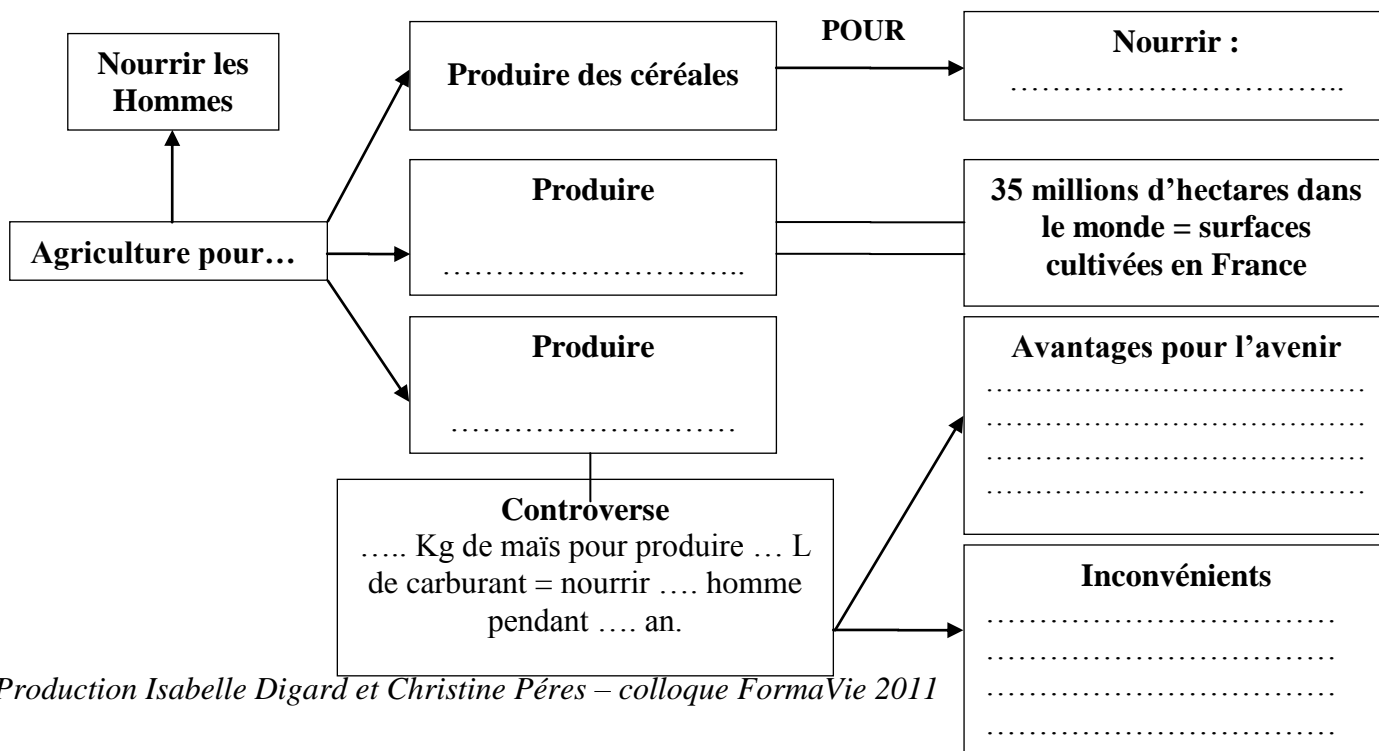 Nourrir les
Hommes
Agriculture pour…
Produire des céréales
POUR
Nourrir :
……………………………..
Produire
………………………..
35 millions d’hectares dans
le monde = surfaces
cultivées en France
Produire
………………………
Controverse
….. Kg de maïs pour produire … L
de carburant = nourrir …. homme
pendant …. an.
Avantages pour l’avenir
…………………………………
…………………………………
…………………………………
…………………………………
Inconvénients
………………………………
………………………………
………………………………
………………………………
Production Isabelle Digard et Christine Péres – colloque FormaVie 2011